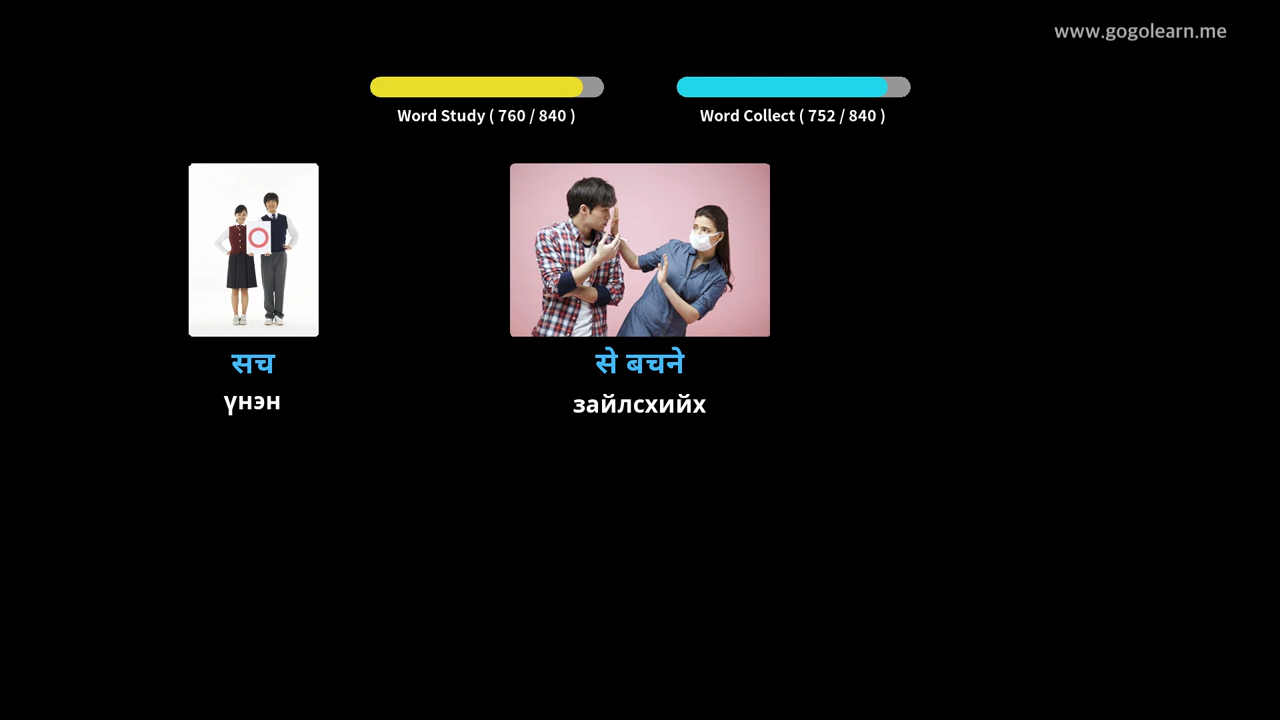 www.gogolearn.me
Word Study ( 760 / 840 )
Word Collect ( 752 / 840 )
सच
үнэн
से बचने
зайлсхийх